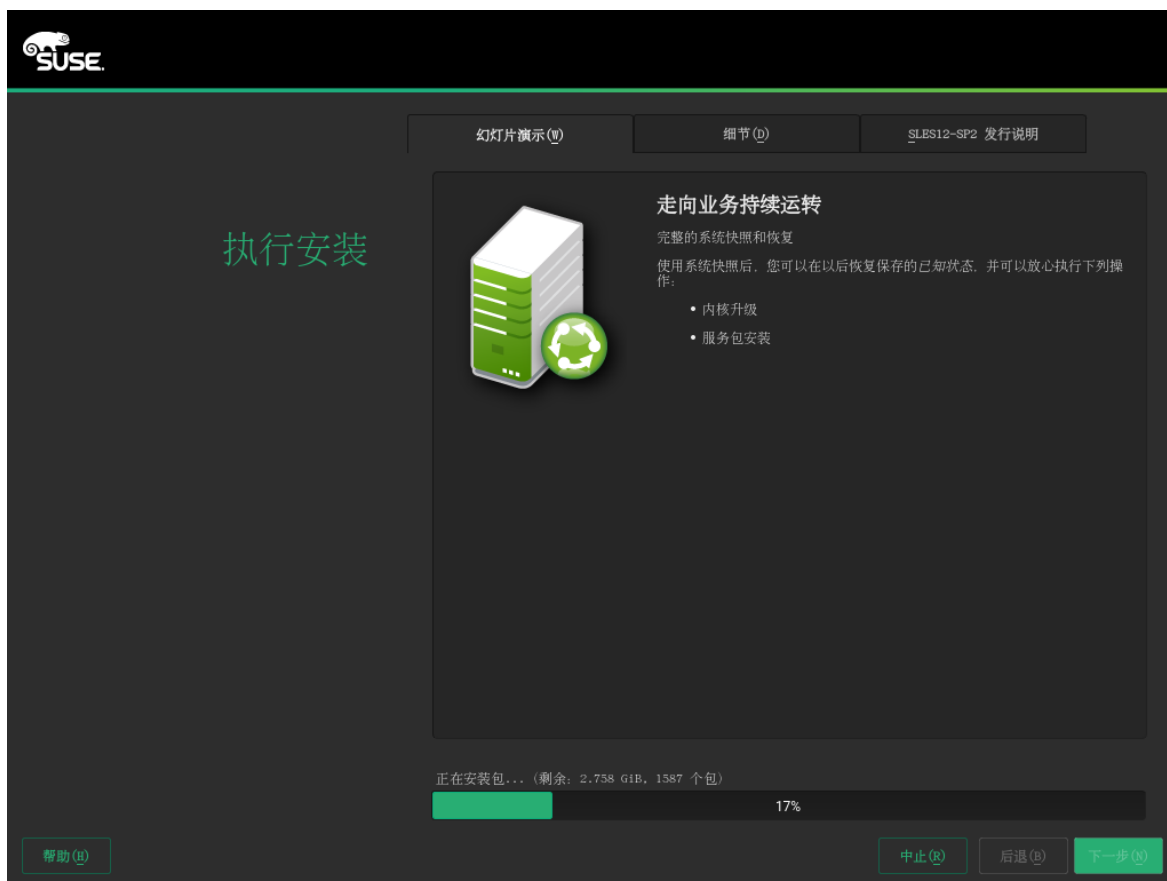 SUSE.
幻灯片演示(W)
细节(D)
SLES12-SP2 发行说明
执行安装
走向业务持续运转
完整的系统快照和恢复
使用系统快照后，您可以在以后恢复保存的已知状态，并可以放心执行下列操
作：
• 内核升级
• 服务包安装
正在安装包...（剩余：2.758 GiB，1587 个包）
17%
帮助(H)
中止(R)
后退(B)
下一步(N)